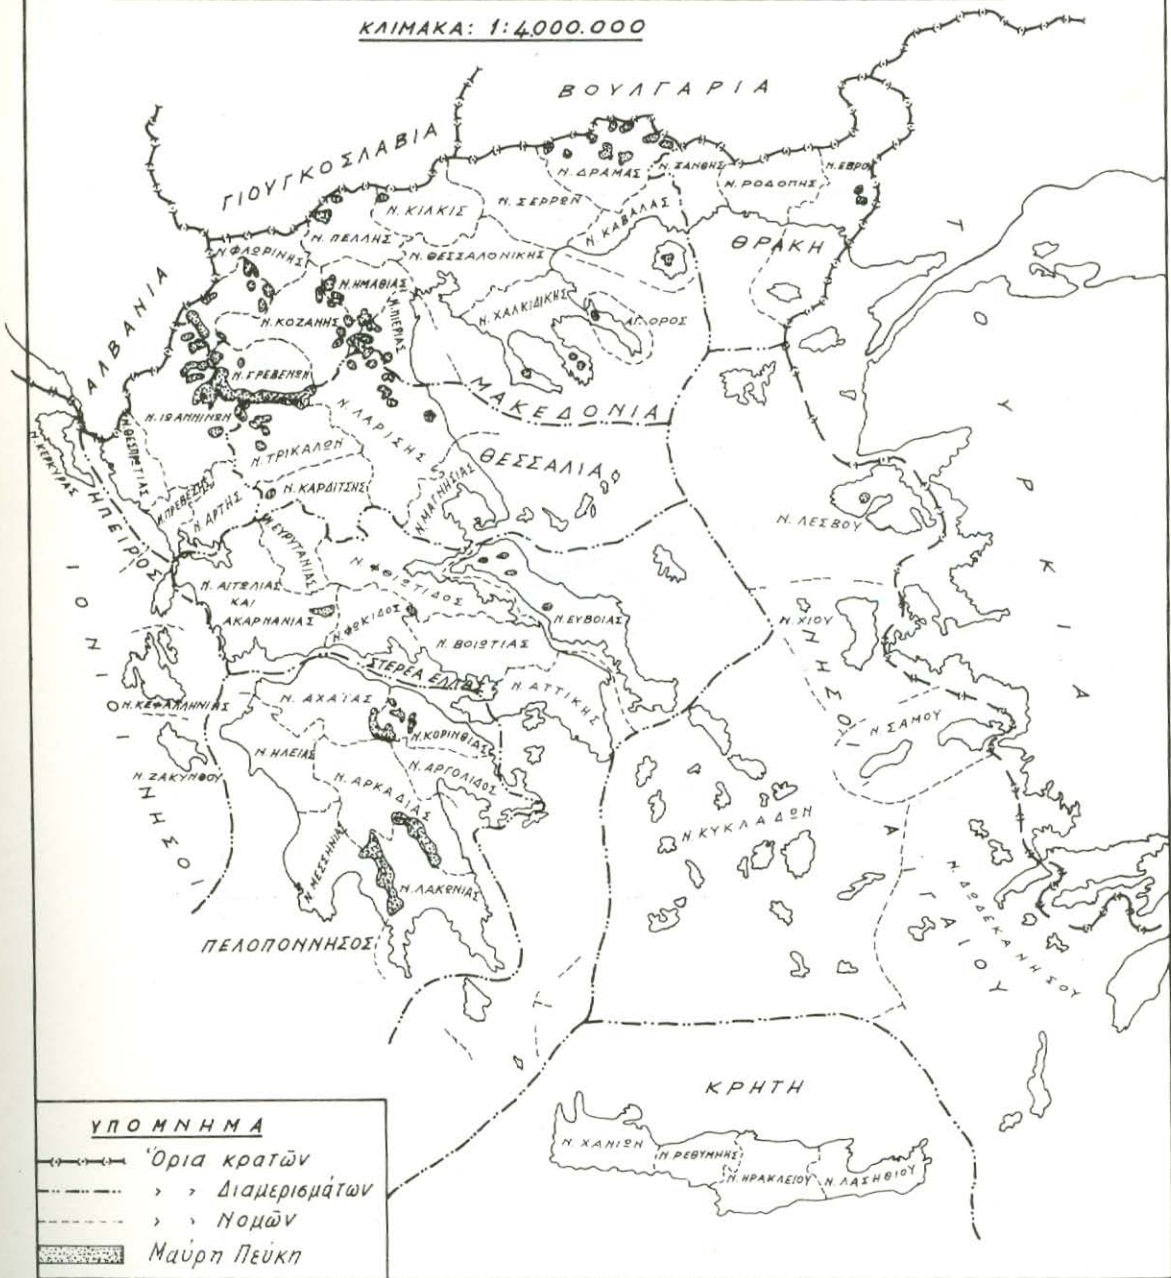 ΚΛΙΜΑΚΑ: 1:4.000.000
ΒΟΥΛΓΑΡΙΑ
ΓΙΟΥΓΚΟΣΛΑΒΙΑ
ΑΛΒΑΝΙΑ
ΤΟΥΡΚΙΑ
Ν. ΔΡΑΜΑΣ
Ν. ΞΑΝΘΗΣ
Ν. ΡΟΔΟΠΗΣ
Ν. ΕΒΡΟΥ
Ν. ΣΕΡΡΩΝ
Ν. ΚΙΛΚΙΣ
Ν. ΚΑΒΑΛΑΣ
ΘΡΑΚΗ
Ν. ΠΕΛΛΗΣ
Ν. ΦΛΩΡΙΝΗΣ
Ν. ΘΕΣΣΑΛΟΝΙΚΗΣ
Ν. ΗΜΑΘΙΑΣ
Ν. ΠΙΕΡΙΑΣ
Ν. ΧΑΛΚΙΔΙΚΗΣ
ΑΓ. ΟΡΟΣ
Ν. ΚΟΖΑΝΗΣ
Ν. ΓΡΕΒΕΝΩΝ
ΜΑΚΕΔΟΝΙΑ
Ν. ΙΩΑΝΝΙΝΩΝ
Ν. ΘΕΣΠΡΩΤΙΑΣ
Ν. ΚΕΡΚΥΡΑΣ
Ν. ΛΑΡΙΣΗΣ
Ν. ΤΡΙΚΑΛΩΝ
ΘΕΣΣΑΛΙΑ
Ν. ΚΑΡΔΙΤΣΗΣ
Ν. ΜΑΓΝΗΣΙΑΣ
Ν. ΠΡΕΒΕΖΗΣ
Ν. ΑΡΤΗΣ
ΗΠΕΙΡΟΣ
Ν. ΛΕΣΒΟΥ
Ν. ΕΥΡΥΤΑΝΙΑΣ
Ν. ΦΘΙΩΤΙΔΟΣ
Ν. ΑΙΤΩΛΙΑΣ
ΚΑΙ
ΑΚΑΡΝΑΝΙΑΣ
Ν. ΦΩΚΙΔΟΣ
Ν. ΕΥΒΟΙΑΣ
Ν. ΒΟΙΩΤΙΑΣ
Ν. ΧΙΟΥ
ΣΤΕΡΕΑ ΕΛΛΑΣ
Ν. ΑΤΤΙΚΗΣ
ΙΟΝΙΟΙ ΝΗΣΟΙ
Ν. ΚΕΦΑΛΛΗΝΙΑΣ
Ν. ΖΑΚΥΝΘΟΥ
Ν. ΑΧΑΪΑΣ
Ν. ΚΟΡΙΝΘΙΑΣ
Ν. ΗΛΕΙΑΣ
Ν. ΑΡΓΟΛΙΔΟΣ
Ν. ΑΡΚΑΔΙΑΣ
Ν. ΣΑΜΟΥ
ΝΗΣΟΙ ΑΙΓΑΙΟΥ
Ν. ΚΥΚΛΑΔΩΝ
Ν. ΜΕΣΣΗΝΙΑΣ
Ν. ΛΑΚΩΝΙΑΣ
Ν. ΔΩΔΕΚΑΝΗΣΟΥ
ΠΕΛΟΠΟΝΝΗΣΟΣ
ΚΡΗΤΗ
Ν. ΧΑΝΙΩΝ
Ν. ΡΕΘΥΜΝΗΣ
Ν. ΗΡΑΚΛΕΙΟΥ
Ν. ΛΑΣΗΘΙΟΥ
ΥΠΟΜΝΗΜΑ
Όρια κρατών
, , Διαμερισμάτων
, , Νομών
Μαύρη Πεύκη